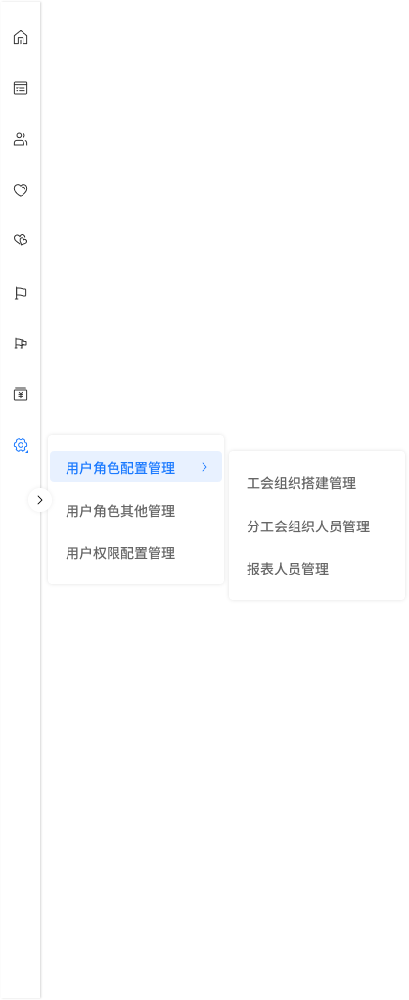 用户角色配置管理
用户角色其他管理
用户权限配置管理
工会组织搭建管理
分工会组织人员管理
报表人员管理